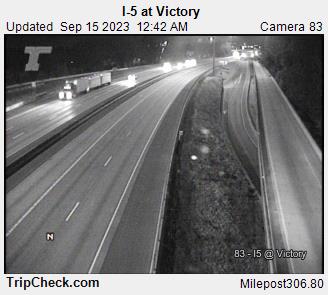 I-5 at Victory
Updated Sep 15 2023 12:42 AM Camera 83
T
N
83 - I5 @ Victory
TripCheck.com Milepost306.80